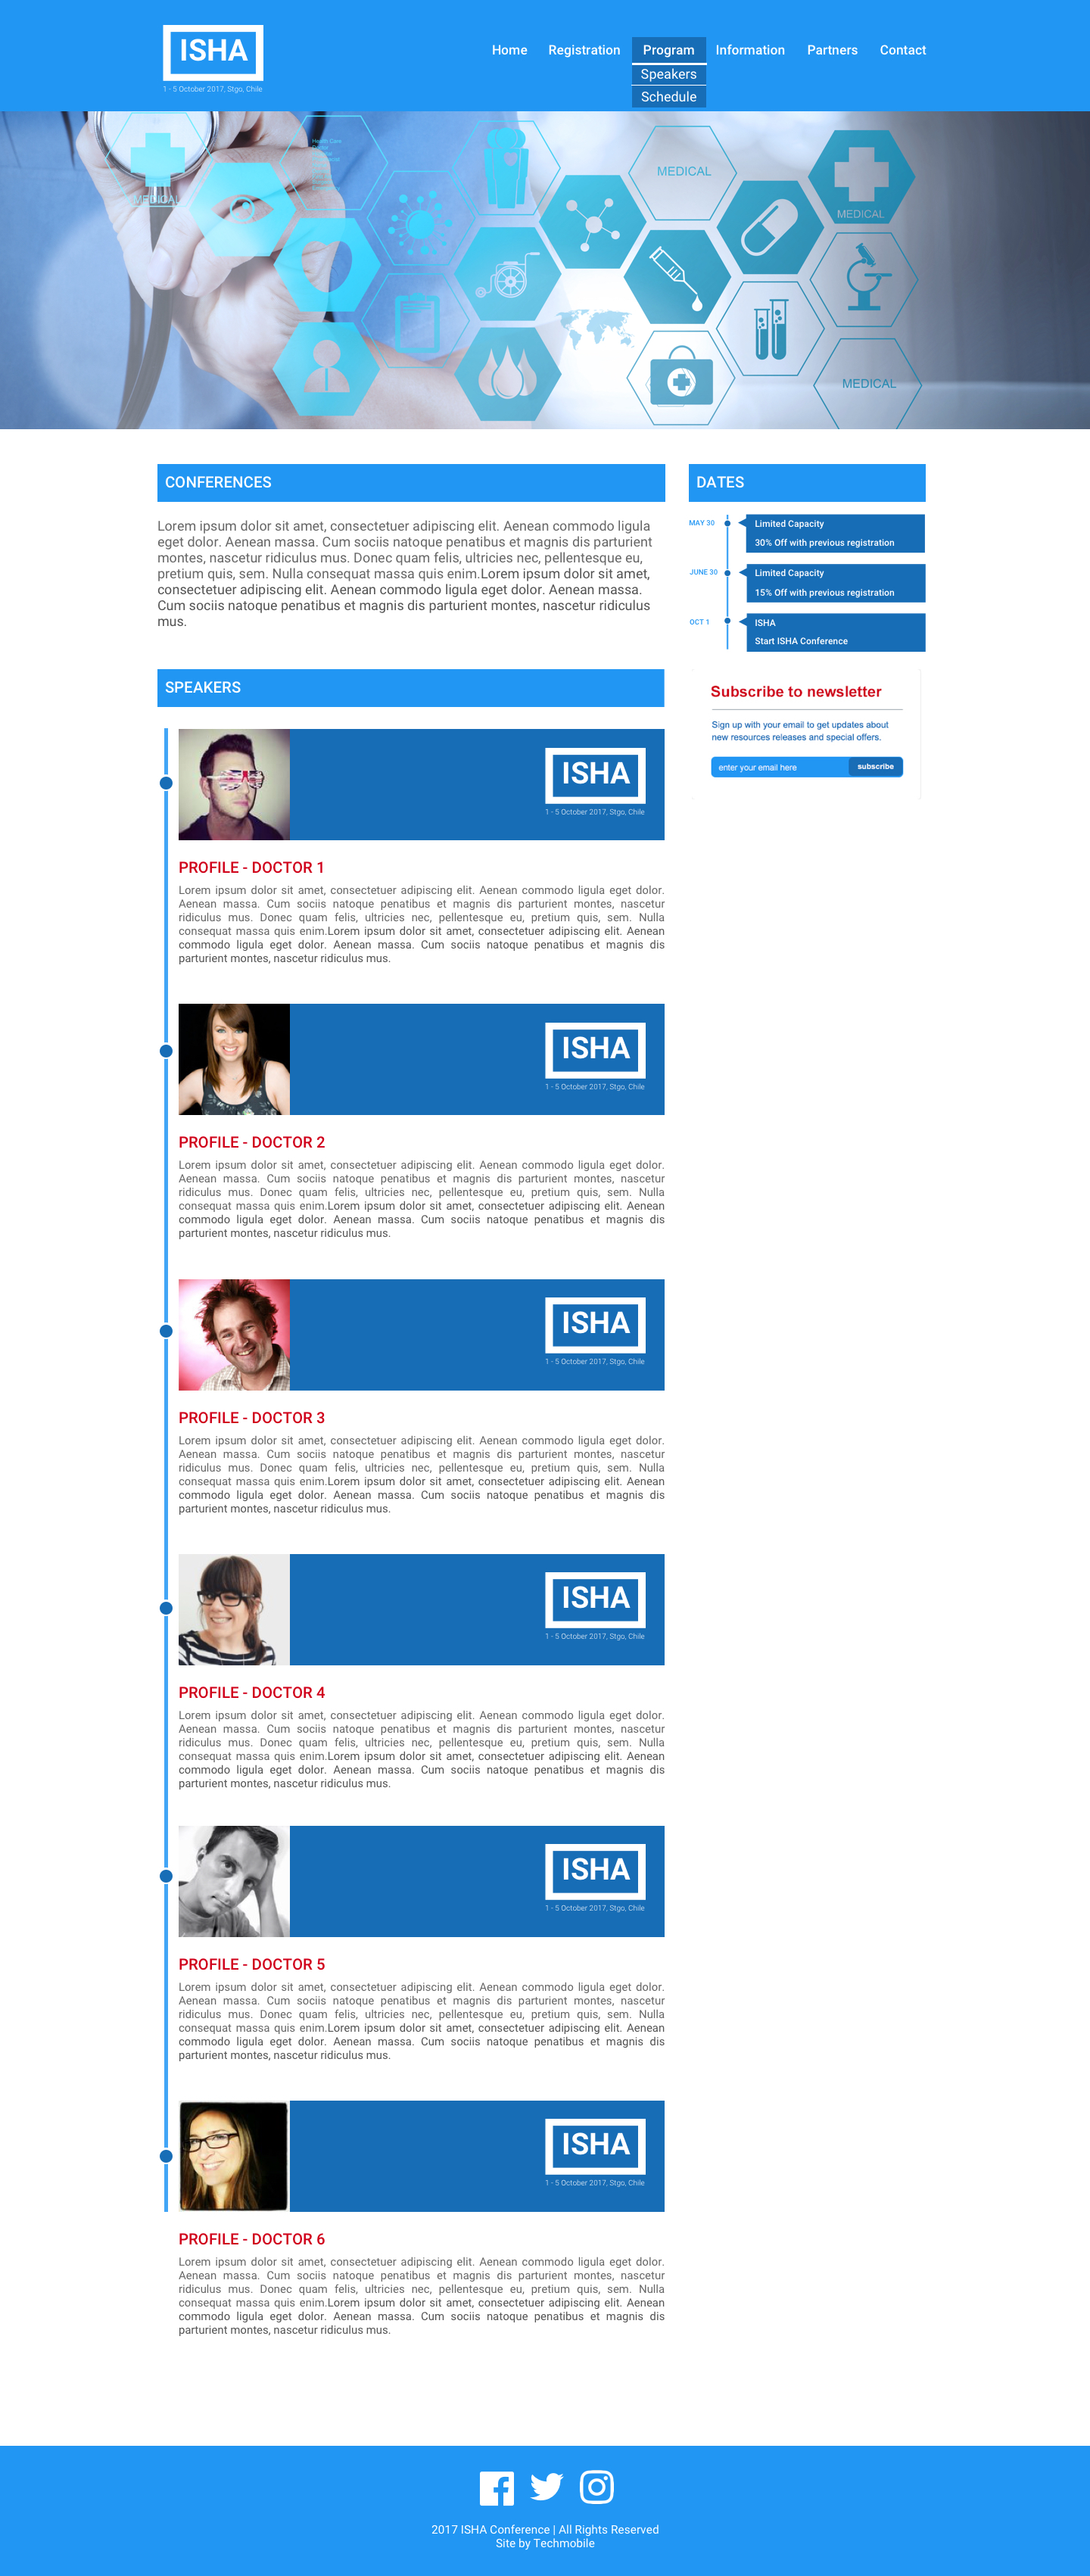 ISHA
1 - 5 October 2017, Stgo, Chile
Home Registration Program Information Partners Contact
Speakers
Schedule
MEDICAL
Health Care
MEDICAL
MEDICAL
MEDICAL
CONFERENCES
Lorem ipsum dolor sit amet, consectetuer adipiscing elit. Aenean commodo ligula
eget dolor. Aenean massa. Cum sociis natoque penatibus et magnis dis parturient
montes, nascetur ridiculus mus. Donec quam felis, ultricies nec, pellentesque eu,
pretium quis, sem. Nulla consequat massa quis enim.Lorem ipsum dolor sit amet,
consectetuer adipiscing elit. Aenean commodo ligula eget dolor. Aenean massa.
Cum sociis natoque penatibus et magnis dis parturient montes, nascetur ridiculus
mus.
DATES
MAY 30
Limited Capacity
30% Off with previous registration
JUNE 30
Limited Capacity
15% Off with previous registration
OCT 1
ISHA
Start ISHA Conference
Subscribe to newsletter
Sign up with your email to get updates about
new resources releases and special offers.
enter your email here subscribe
SPEAKERS
ISHA
1 - 5 October 2017, Stgo, Chile
PROFILE - DOCTOR 1
Lorem ipsum dolor sit amet, consectetuer adipiscing elit. Aenean commodo ligula eget dolor.
Aenean massa. Cum sociis natoque penatibus et magnis dis parturient montes, nascetur
ridiculus mus. Donec quam felis, ultricies nec, pellentesque eu, pretium quis, sem. Nulla
consequat massa quis enim.Lorem ipsum dolor sit amet, consectetuer adipiscing elit. Aenean
commodo ligula eget dolor. Aenean massa. Cum sociis natoque penatibus et magnis dis
parturient montes, nascetur ridiculus mus.
ISHA
1 - 5 October 2017, Stgo, Chile
PROFILE - DOCTOR 2
Lorem ipsum dolor sit amet, consectetuer adipiscing elit. Aenean commodo ligula eget dolor.
Aenean massa. Cum sociis natoque penatibus et magnis dis parturient montes, nascetur
ridiculus mus. Donec quam felis, ultricies nec, pellentesque eu, pretium quis, sem. Nulla
consequat massa quis enim.Lorem ipsum dolor sit amet, consectetuer adipiscing elit. Aenean
commodo ligula eget dolor. Aenean massa. Cum sociis natoque penatibus et magnis dis
parturient montes, nascetur ridiculus mus.
ISHA
1 - 5 October 2017, Stgo, Chile
PROFILE - DOCTOR 3
Lorem ipsum dolor sit amet, consectetuer adipiscing elit. Aenean commodo ligula eget dolor.
Aenean massa. Cum sociis natoque penatibus et magnis dis parturient montes, nascetur
ridiculus mus. Donec quam felis, ultricies nec, pellentesque eu, pretium quis, sem. Nulla
consequat massa quis enim.Lorem ipsum dolor sit amet, consectetuer adipiscing elit. Aenean
commodo ligula eget dolor. Aenean massa. Cum sociis natoque penatibus et magnis dis
parturient montes, nascetur ridiculus mus.
ISHA
1 - 5 October 2017, Stgo, Chile
PROFILE - DOCTOR 4
Lorem ipsum dolor sit amet, consectetuer adipiscing elit. Aenean commodo ligula eget dolor.
Aenean massa. Cum sociis natoque penatibus et magnis dis parturient montes, nascetur
ridiculus mus. Donec quam felis, ultricies nec, pellentesque eu, pretium quis, sem. Nulla
consequat massa quis enim.Lorem ipsum dolor sit amet, consectetuer adipiscing elit. Aenean
commodo ligula eget dolor. Aenean massa. Cum sociis natoque penatibus et magnis dis
parturient montes, nascetur ridiculus mus.
ISHA
1 - 5 October 2017, Stgo, Chile
PROFILE - DOCTOR 5
Lorem ipsum dolor sit amet, consectetuer adipiscing elit. Aenean commodo ligula eget dolor.
Aenean massa. Cum sociis natoque penatibus et magnis dis parturient montes, nascetur
ridiculus mus. Donec quam felis, ultricies nec, pellentesque eu, pretium quis, sem. Nulla
consequat massa quis enim.Lorem ipsum dolor sit amet, consectetuer adipiscing elit. Aenean
commodo ligula eget dolor. Aenean massa. Cum sociis natoque penatibus et magnis dis
parturient montes, nascetur ridiculus mus.
ISHA
1 - 5 October 2017, Stgo, Chile
PROFILE - DOCTOR 6
Lorem ipsum dolor sit amet, consectetuer adipiscing elit. Aenean commodo ligula eget dolor.
Aenean massa. Cum sociis natoque penatibus et magnis dis parturient montes, nascetur
ridiculus mus. Donec quam felis, ultricies nec, pellentesque eu, pretium quis, sem. Nulla
consequat massa quis enim.Lorem ipsum dolor sit amet, consectetuer adipiscing elit. Aenean
commodo ligula eget dolor. Aenean massa. Cum sociis natoque penatibus et magnis dis
parturient montes, nascetur ridiculus mus.
2017 ISHA Conference | All Rights Reserved
Site by Techmobile